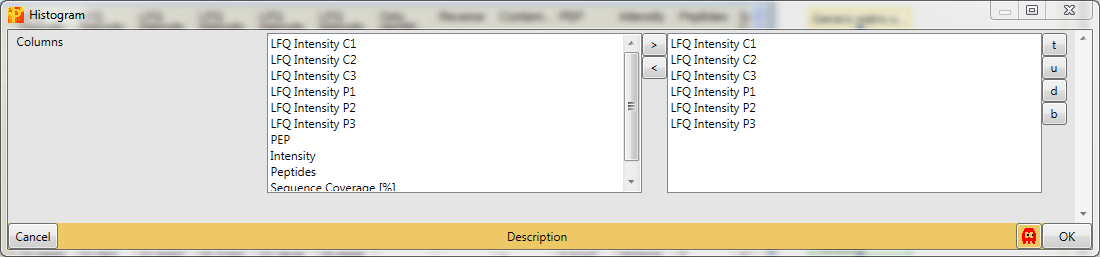 Histogram
Columns
LFQ Intensity C1
LFQ Intensity C2
LFQ Intensity C3
LFQ Intensity P1
LFQ Intensity P2
LFQ Intensity P3
PEP
Intensity
Peptides
Sequence Coverage [%]
>
<
LFQ Intensity C1
LFQ Intensity C2
LFQ Intensity C3
LFQ Intensity P1
LFQ Intensity P2
LFQ Intensity P3
t
u
d
b
Cancel
Description
OK